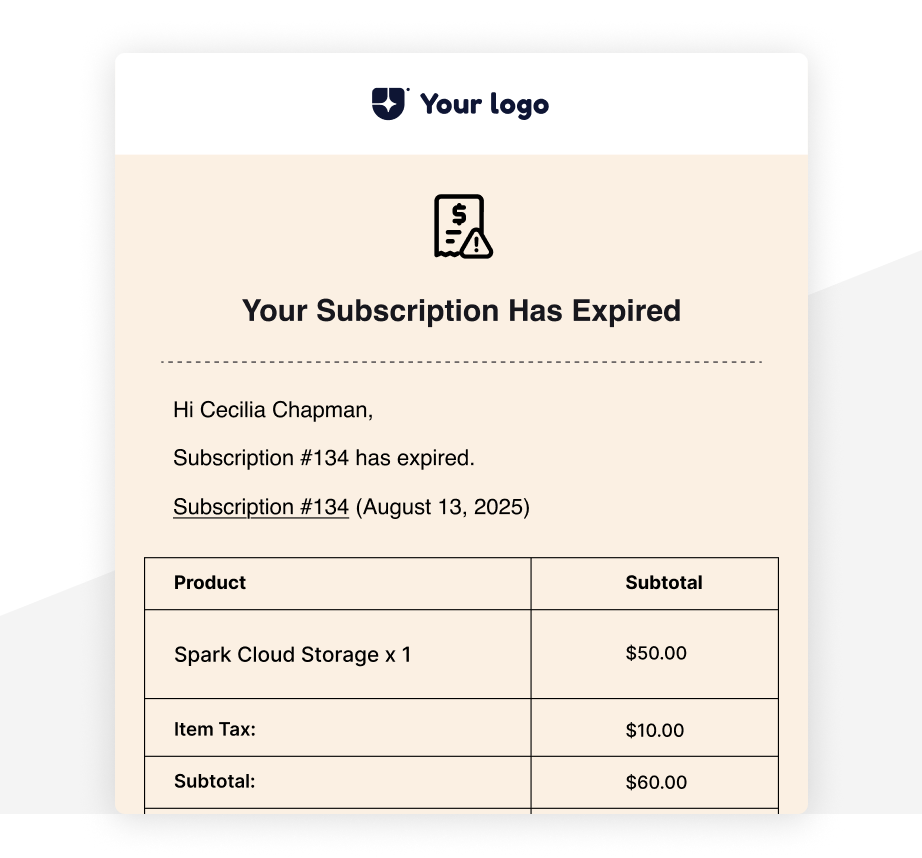 Your logo
$
!
Your Subscription Has Expired
Hi Cecilia Chapman,
Subscription #134 has expired.
Subscription #134 (August 13, 2025)
Product Subtotal
Spark Cloud Storage x 1 $50.00
Item Tax: $10.00
Subtotal: $60.00